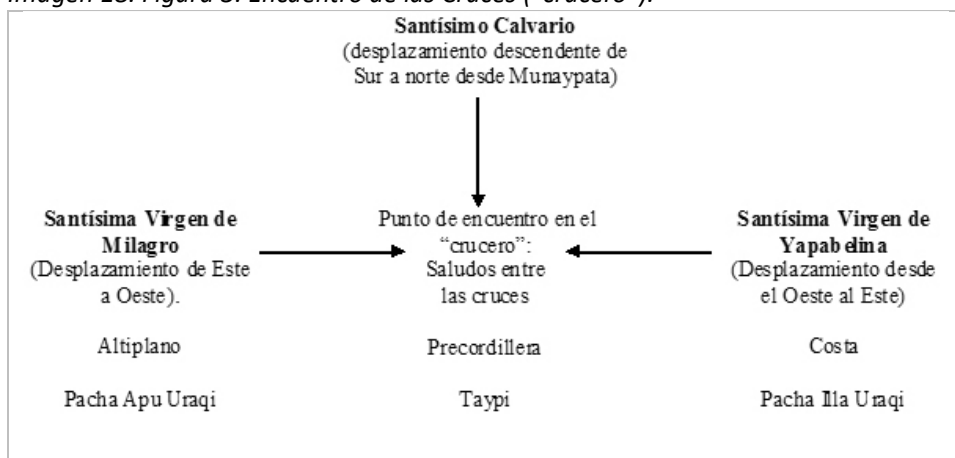 Imagen 18. Figura 3. Encuentro de las Cruces ("crucero").
Santísimo Calvario
(desplazamiento descendente de
Sur a norte desde Munaypata)
Santísima Virgen de
Milagro
(Desplazamiento de Este
a Oeste).
Altiplano
Pacha Apu Uraqi
Punto de encuentro en el
“crucero”:
Saludos entre
las cruces
Precordillera
Taypi
Santísima Virgen de
Yapabelina
(Desplazamiento desde
el Oeste al Este)
Costa
Pacha Illa Uraqi